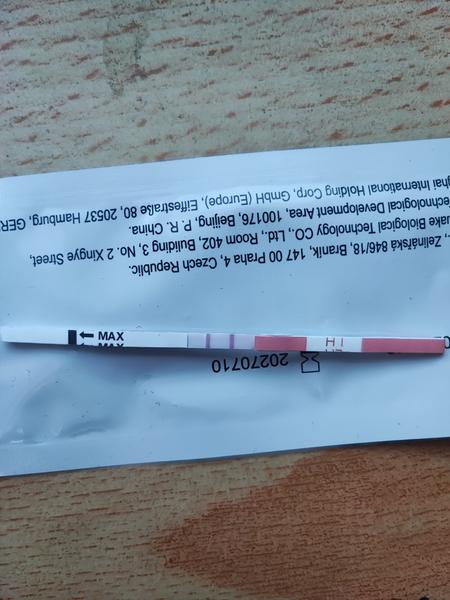 MAX
20270710
Zelinářská 846/18, Braník, 147 00 Praha 4, Czech Republic.
uake Biological Technology CO., Ltd., Room 402, Building 3, No. 2 Xingye Street,
echnological Development Area, 100176, Beijing, P. R. China.
ghai International Holding Corp. GmbH (Europe), Eiffestraße 80, 20537 Hamburg, GER